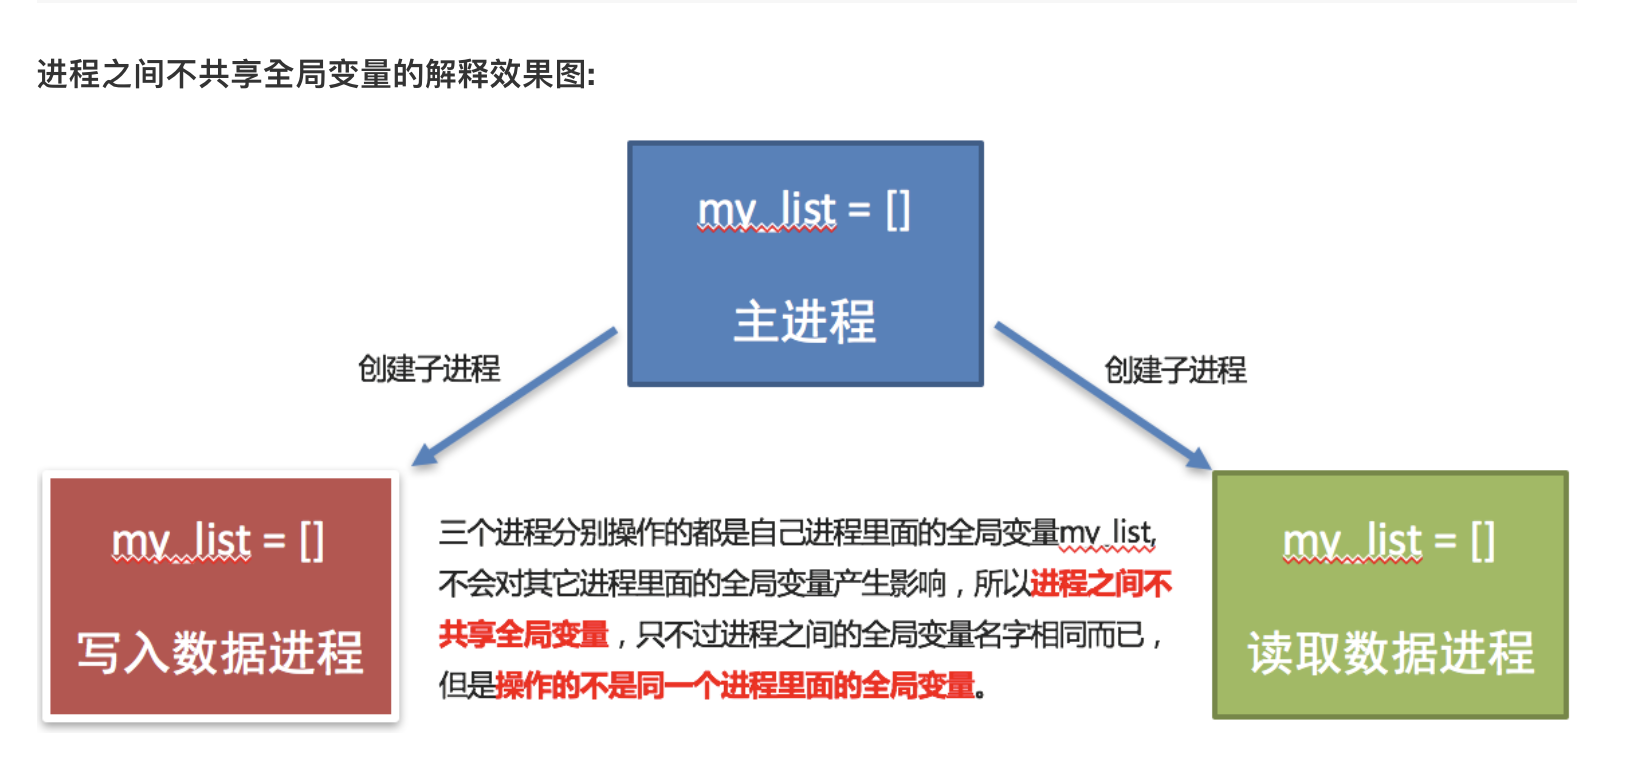 进程之间不共享全局变量的解释效果图:
my_list = []
主进程
创建子进程
创建子进程
my_list = []
写入数据进程
三个进程分别操作的都是自己进程里面的全局变量my_list,
不会对其它进程里面的全局变量产生影响，所以进程之间不
共享全局变量，只不过进程之间的全局变量名字相同而已，
但是操作的不是同一个进程里面的全局变量。
my_list = []
读取数据进程